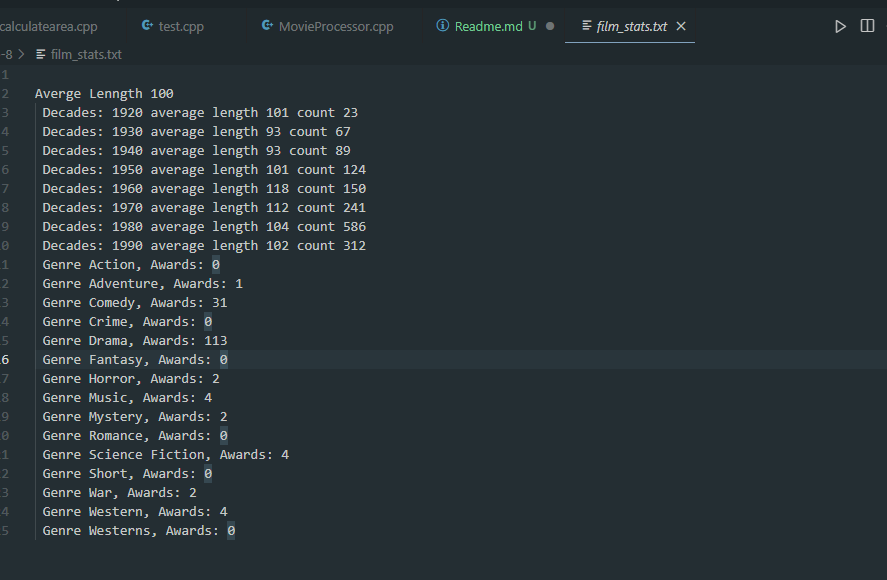 calculatearea.cpp test.cpp MovieProcessor.cpp Readme.md U film_stats.txt
-8 > film_stats.txt
1
2 Averge Lenngth 100
3 Decades: 1920 average length 101 count 23
4 Decades: 1930 average length 93 count 67
5 Decades: 1940 average length 93 count 89
6 Decades: 1950 average length 101 count 124
7 Decades: 1960 average length 118 count 150
8 Decades: 1970 average length 112 count 241
9 Decades: 1980 average length 104 count 586
0 Decades: 1990 average length 102 count 312
1 Genre Action, Awards: 0
2 Genre Adventure, Awards: 1
3 Genre Comedy, Awards: 31
4 Genre Crime, Awards: 0
5 Genre Drama, Awards: 113
6 Genre Fantasy, Awards: 0
7 Genre Horror, Awards: 2
8 Genre Music, Awards: 4
9 Genre Mystery, Awards: 2
0 Genre Romance, Awards: 0
1 Genre Science Fiction, Awards: 4
2 Genre Short, Awards: 0
3 Genre War, Awards: 2
4 Genre Western, Awards: 4
5 Genre Westerns, Awards: 0